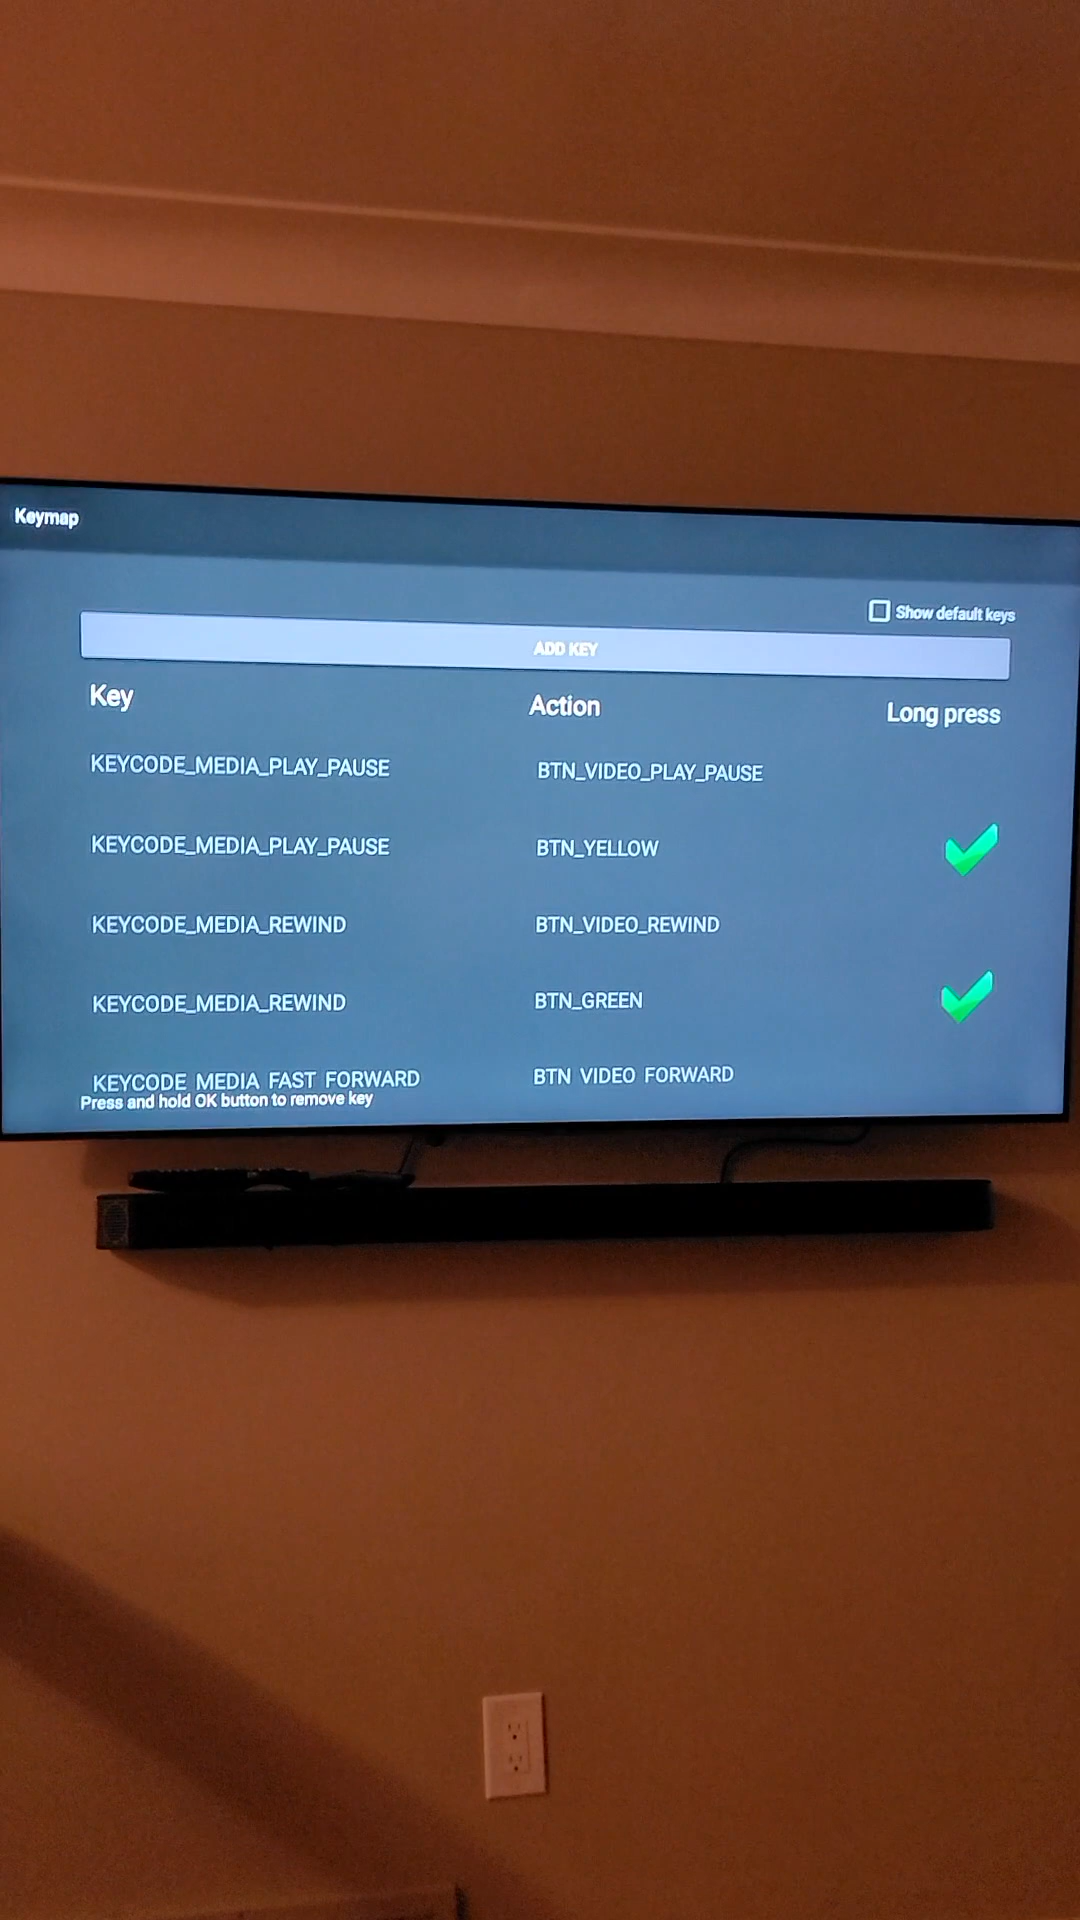 Keymap
Show default keys
ADD KEY
Key Action Long press
KEYCODE_MEDIA_PLAY_PAUSE BTN_VIDEO_PLAY_PAUSE
KEYCODE_MEDIA_PLAY_PAUSE BTN_YELLOW
KEYCODE_MEDIA_REWIND BTN_VIDEO_REWIND
KEYCODE_MEDIA_REWIND BTN_GREEN
KEYCODE_MEDIA_FAST_FORWARD BTN_VIDEO_FORWARD
Press and hold OK button to remove key